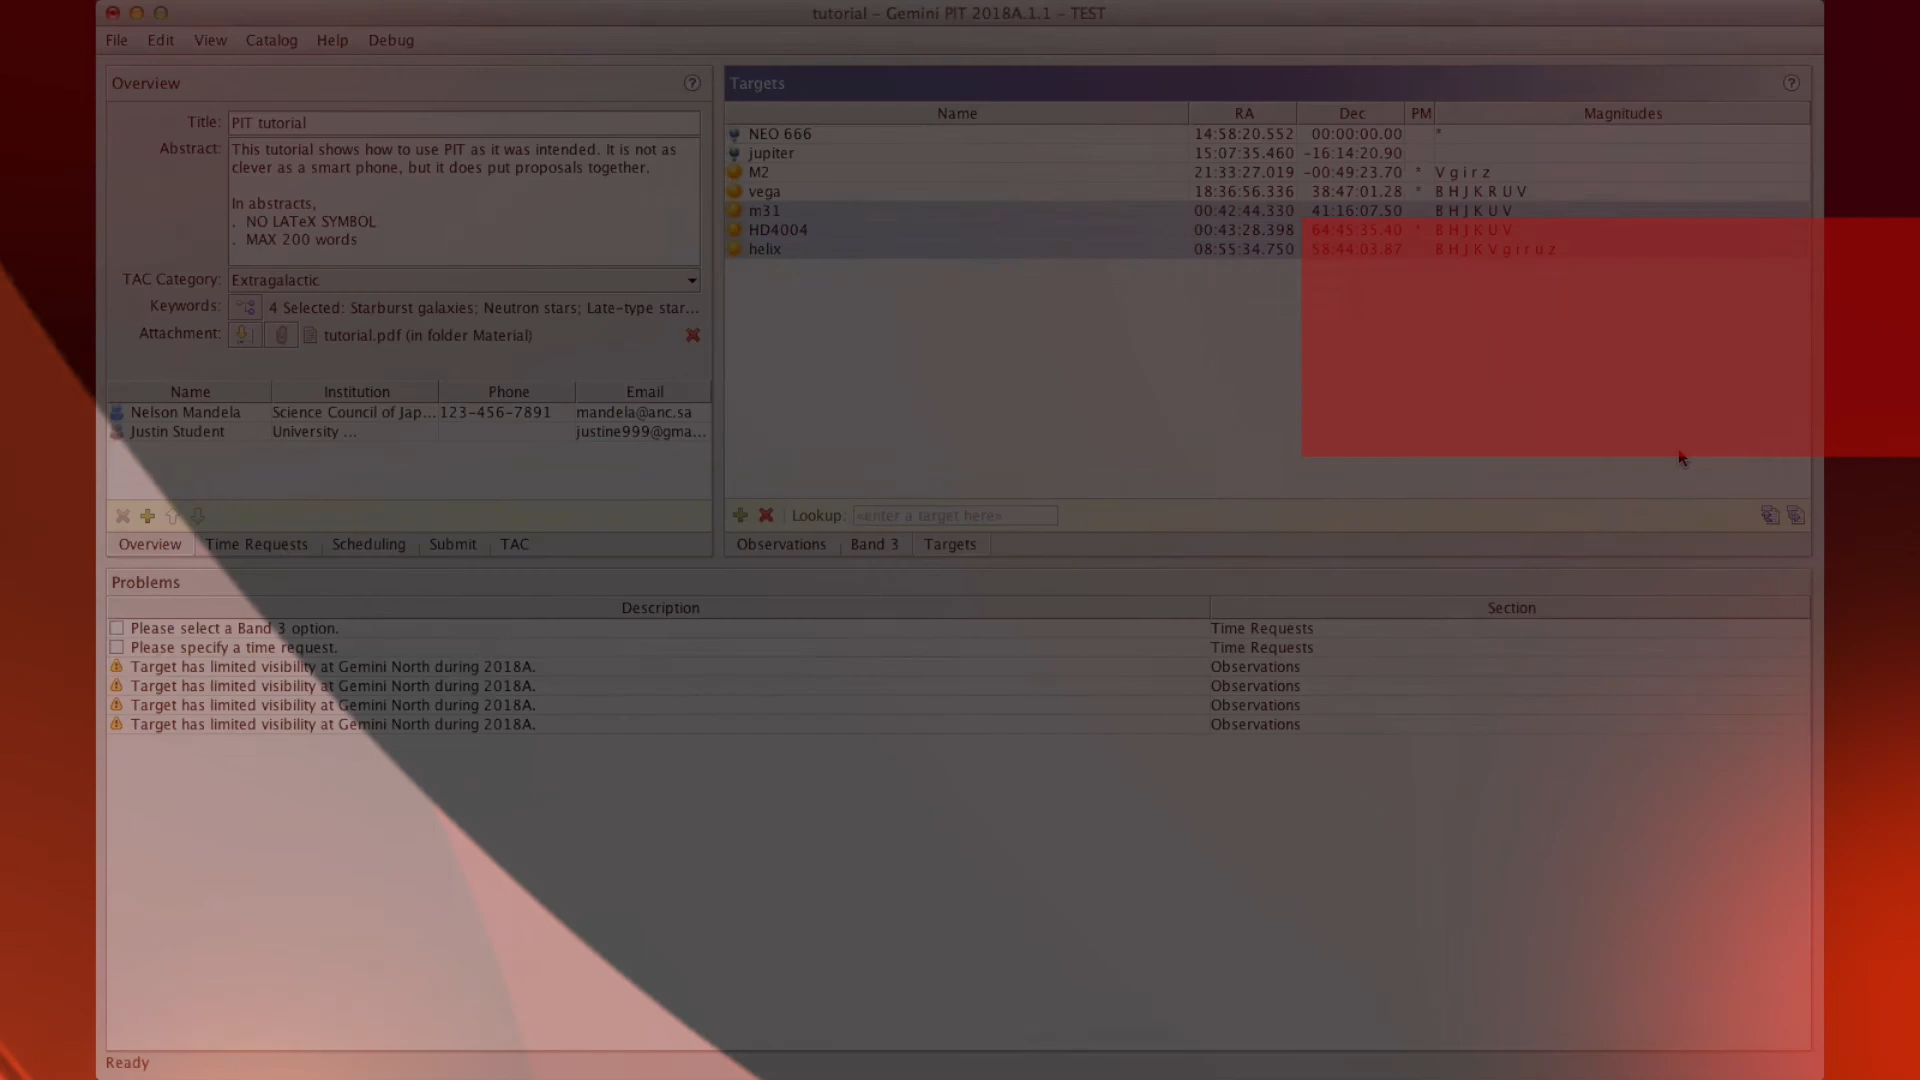 tutorial – Gemini PIT 2018A.1.1 – TEST
File Edit View Catalog Help Debug
Overview ?
Title: PIT tutorial
Abstract: This tutorial shows how to use PIT as it was intended. It is not as
clever as a smart phone, but it does put proposals together.
In abstracts,
. NO LATeX SYMBOL
. MAX 200 words
TAC Category: Extragalactic
Keywords: 4 Selected: Starburst galaxies; Neutron stars; Late-type star...
Attachment: tutorial.pdf (in folder Material)
Name Institution Phone Email
Nelson Mandela Science Council of Jap... 123-456-7891 mandela@anc.sa
Justin Student University ... justine999@gma...
Overview Time Requests Scheduling Submit TAC
Targets ?
Name RA Dec PM Magnitudes
NEO 666 14:58:20.552 00:00:00.00 *
jupiter 15:07:35.460 -16:14:20.90
M2 21:33:27.019 -00:49:23.70 * V g i r z
vega 18:36:56.336 38:47:01.28 * B H J K R U V
m31 00:42:44.330 41:16:07.50 B H J K U V
HD4004 00:43:28.398 64:45:35.40 * B H J K U V
helix 08:55:34.750 58:44:03.87 B H J K V g i r u z
Lookup: <enter a target here>
Observations Band 3 Targets
Problems
Description Section
Please select a Band 3 option. Time Requests
Please specify a time request. Time Requests
Target has limited visibility at Gemini North during 2018A. Observations
Target has limited visibility at Gemini North during 2018A. Observations
Target has limited visibility at Gemini North during 2018A. Observations
Target has limited visibility at Gemini North during 2018A. Observations
Ready